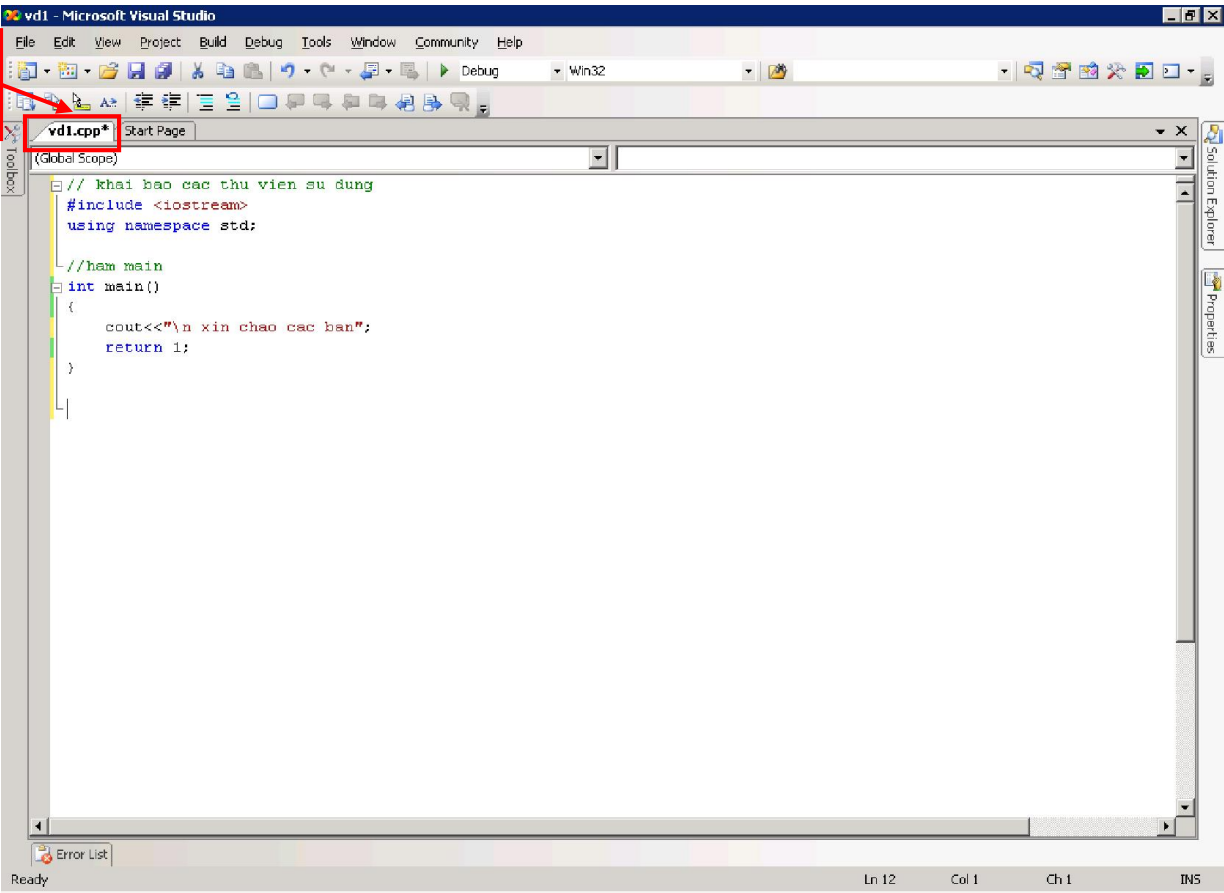 vd1 - Microsoft Visual Studio
File Edit View Project Build Debug Tools Window Community Help
Debug Win32
vd1.cpp* Start Page
(Global Scope)
Toolbox
Solution Explorer
Properties
// khai bao cac thu vien su dung
#include <iostream>
using namespace std;
//ham main
int main()
{
cout<<"\n xin chao cac ban";
return 1;
}
Error List
Ready Ln 12 Col 1 Ch 1 INS